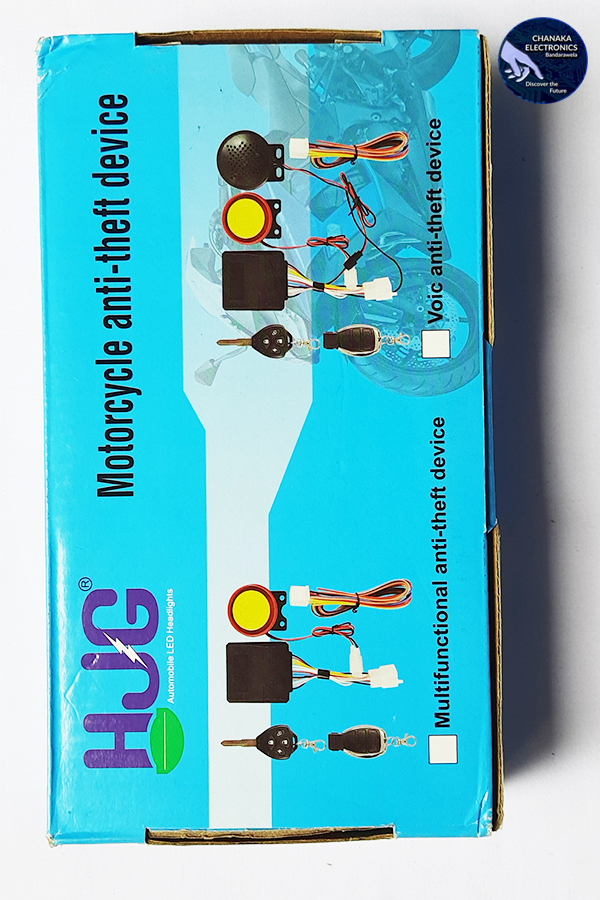 CHANAKA
ELECTRONICS
Bandarawela
Discover the
Future
HJG®
Automobile LED Headlights
Motorcycle anti-theft device
Multifunctional anti-theft device
Voic anti-theft device